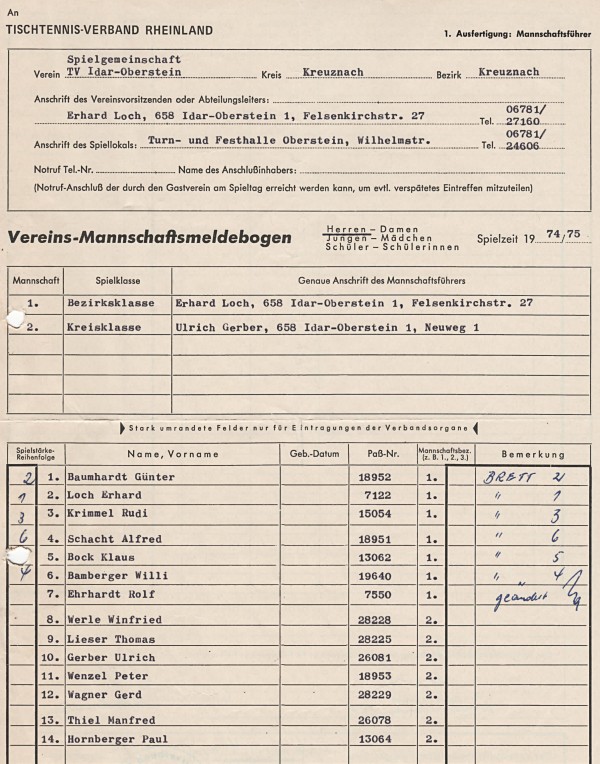 An
TISCHTENNIS-VERBAND RHEINLAND
1. Ausfertigung: Mannschaftsführer
Spielgemeinschaft
Verein TV Idar-Oberstein Kreis Kreuznach Bezirk Kreuznach
Anschrift des Vereinsvorsitzenden oder Abteilungsleiters:
Erhard Loch, 658 Idar-Oberstein 1, Felsenkirchstr. 27 Tel. 06781/ 27160
Anschrift des Spiellokals: Turn- und Festhalle Oberstein, Wilhelmstr. Tel. 06781/ 24606
Notruf Tel.-Nr. Name des Anschlußinhabers:
(Notruf-Anschluß der durch den Gastverein am Spieltag erreicht werden kann, um evtl. verspätetes Eintreffen mitzuteilen)
Vereins-Mannschaftsmeldebogen
Herren – Damen
Jungen – Mädchen
Schüler – Schülerinnen
Spielzeit 19 74/75
Mannschaft Spielklasse Genaue Anschrift des Mannschaftsführers
1. Bezirksklasse Erhard Loch, 658 Idar-Oberstein 1, Felsenkirchstr. 27
2. Kreisklasse Ulrich Gerber, 658 Idar-Oberstein 1, Neuweg 1
Stark umrandete Felder nur für Eintragungen der Verbandsorgane
Spielstärke-Reihenfolge Name, Vorname Geb.-Datum Paß-Nr. Mannschaftsbez. (z. B. 1., 2., 3.) Bemerkung
2 1. Baumhardt Günter 18952 1. BRETT 2
1 2. Loch Erhard 7122 1. " 1
3 3. Krimmel Rudi 15054 1. " 3
6 4. Schacht Alfred 18951 1. " 6
5. Bock Klaus 13062 1. " 5
4 6. Bamberger Willi 19640 1. " 4
7. Ehrhardt Rolf 7550 1. geändert
8. Werle Winfried 28228 2.
9. Lieser Thomas 28225 2.
10. Gerber Ulrich 26081 2.
11. Wenzel Peter 18953 2.
12. Wagner Gerd 28229 2.
13. Thiel Manfred 26078 2.
14. Hornberger Paul 13064 2.